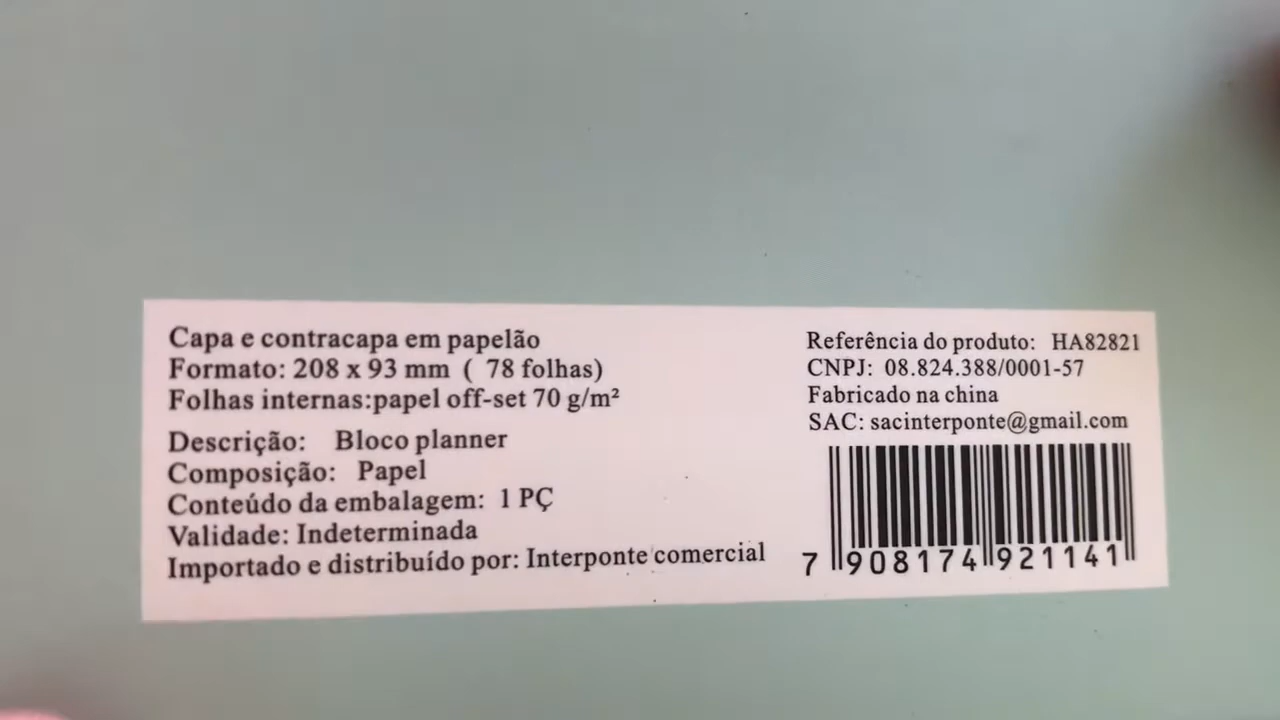 Capa e contracapa em papelão
Formato: 208 x 93 mm ( 78 folhas)
Folhas internas:papel off-set 70 g/m²
Descrição: Bloco planner
Composição: Papel
Conteúdo da embalagem: 1 PÇ
Validade: Indeterminada
Importado e distribuído por: Interponte comercial
Referência do produto: HA82821
CNPJ: 08.824.388/0001-57
Fabricado na china
SAC: sacinterponte@gmail.com
7 908174 921141